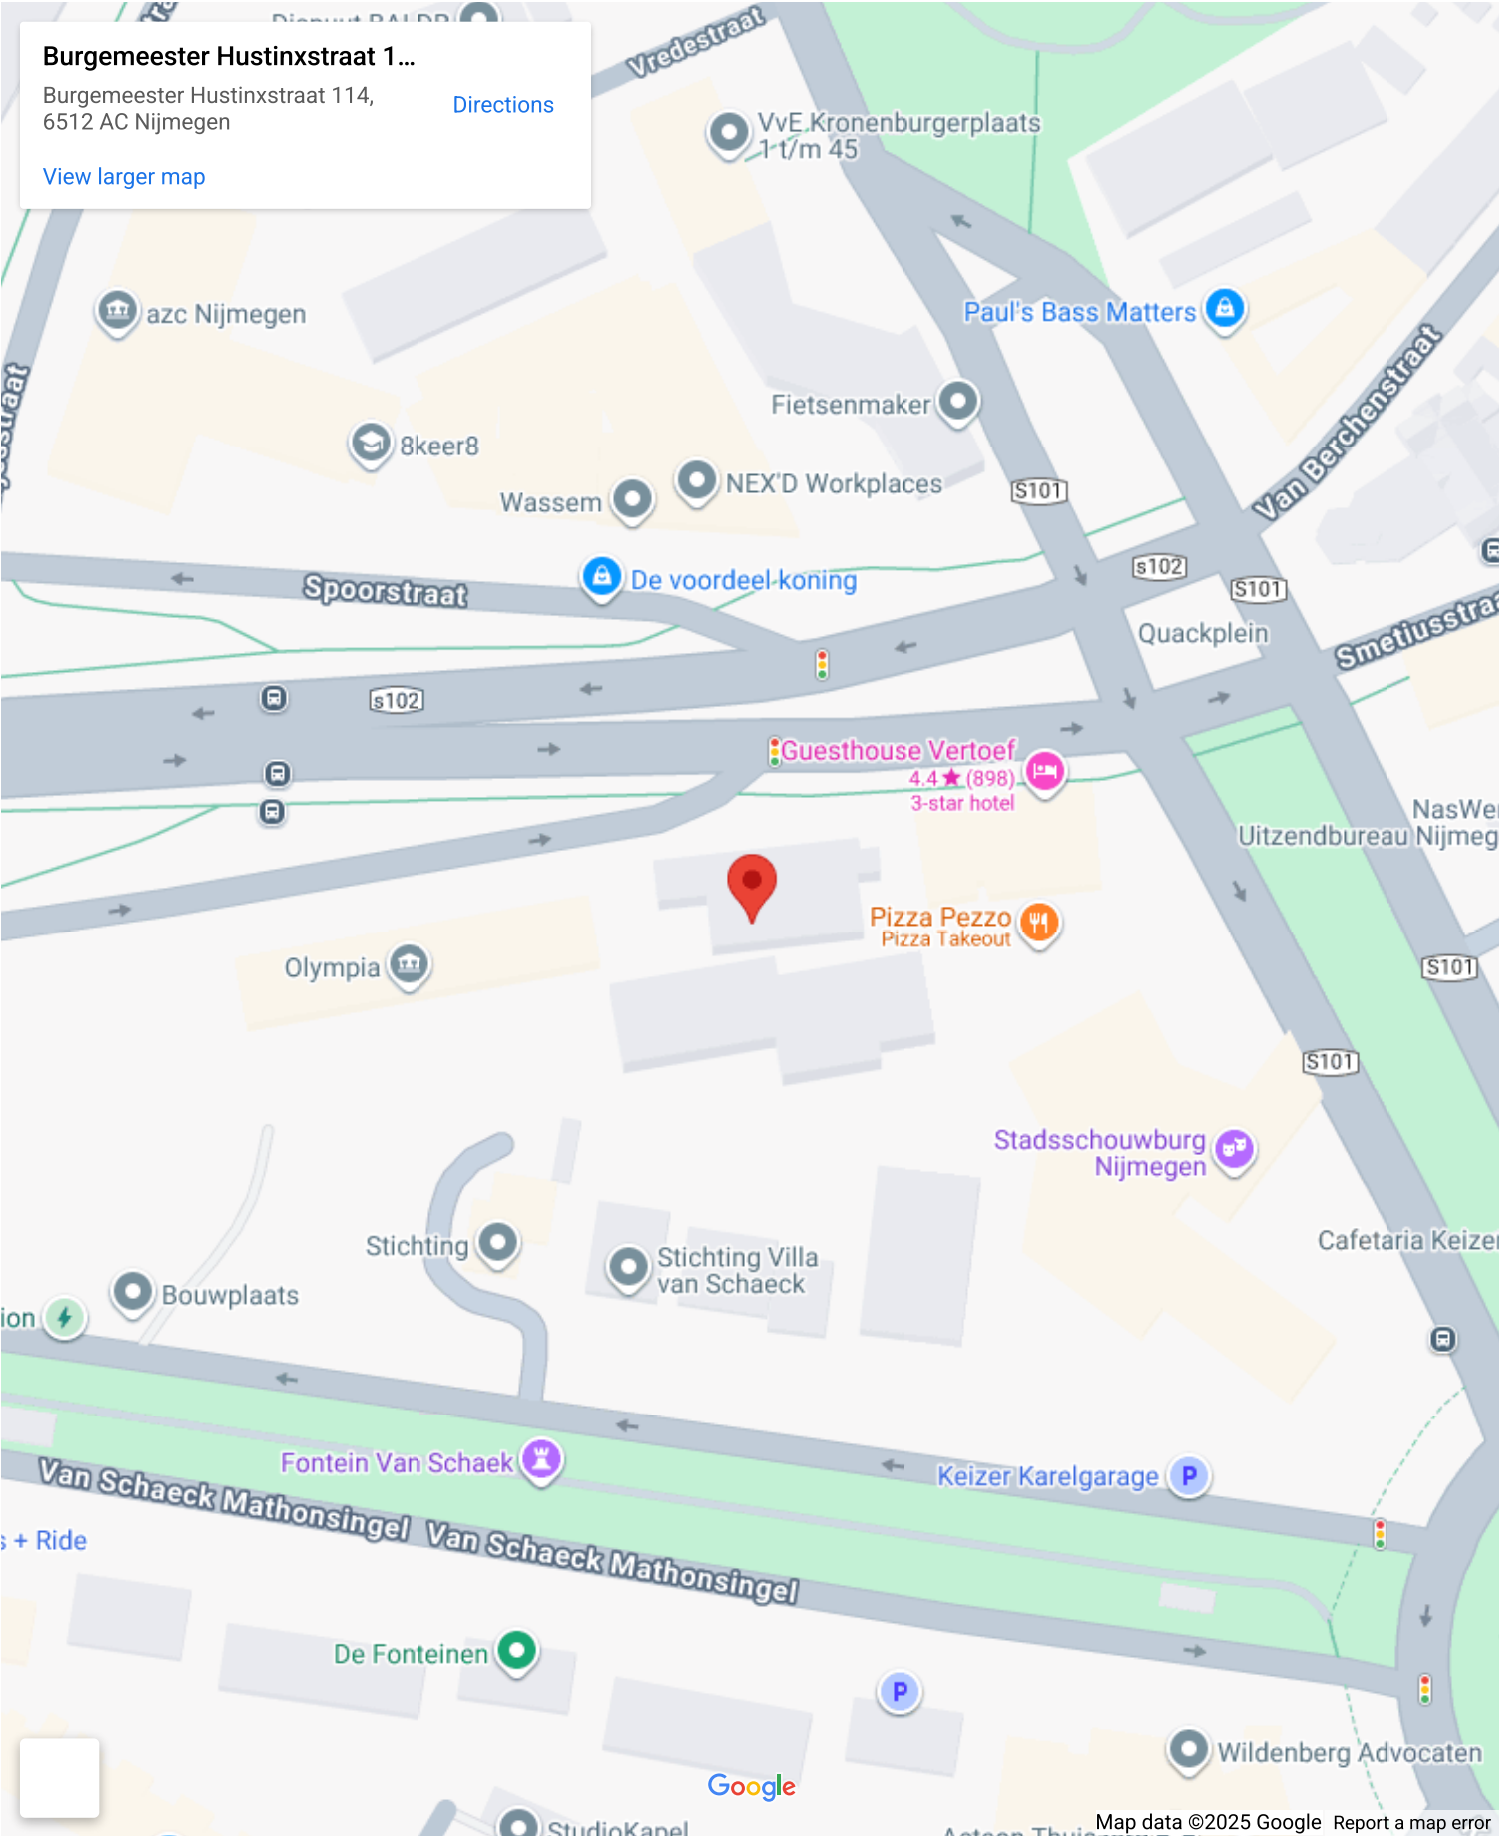 Burgemeester Hustinxstraat 1...
Burgemeester Hustinxstraat 114,
6512 AC Nijmegen
Directions
View larger map
Vredestraat
VvE Kronenburgerplaats
1 t/m 45
azc Nijmegen
Paul's Bass Matters
Fietsenmaker
8keer8
Wassem
NEX'D Workplaces
Van Berchenstraat
S101
s102
S101
De voordeel koning
Spoorstraat
Quackplein
Smetiusstraa
s102
Guesthouse Vertoef
4.4★(898)
3-star hotel
NasWe
Uitzendbureau Nijmeg
Pizza Pezzo
Pizza Takeout
Olympia
S101
S101
Stadsschouwburg
Nijmegen
Stichting
Stichting Villa
van Schaeck
Cafetaria Keizer
Bouwplaats
ion
Fontein Van Schaek
Keizer Karelgarage
P
Van Schaeck Mathonsingel
Van Schaeck Mathonsingel
s + Ride
De Fonteinen
P
Wildenberg Advocaten
Google
StudioKapel
Map data ©2025 Google
Report a map error